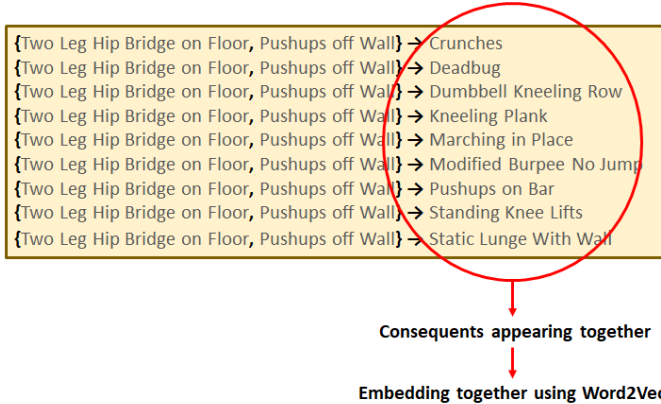 {Two Leg Hip Bridge on Floor, Pushups off Wall} → Crunches
{Two Leg Hip Bridge on Floor, Pushups off Wall} → Deadbug
{Two Leg Hip Bridge on Floor, Pushups off Wall} → Dumbbell Kneeling Row
{Two Leg Hip Bridge on Floor, Pushups off Wall} → Kneeling Plank
{Two Leg Hip Bridge on Floor, Pushups off Wall} → Marching in Place
{Two Leg Hip Bridge on Floor, Pushups off Wall} → Modified Burpee No Jump
{Two Leg Hip Bridge on Floor, Pushups off Wall} → Pushups on Bar
{Two Leg Hip Bridge on Floor, Pushups off Wall} → Standing Knee Lifts
{Two Leg Hip Bridge on Floor, Pushups off Wall} → Static Lunge With Wall
Consequents appearing together
Embedding together using Word2Vec